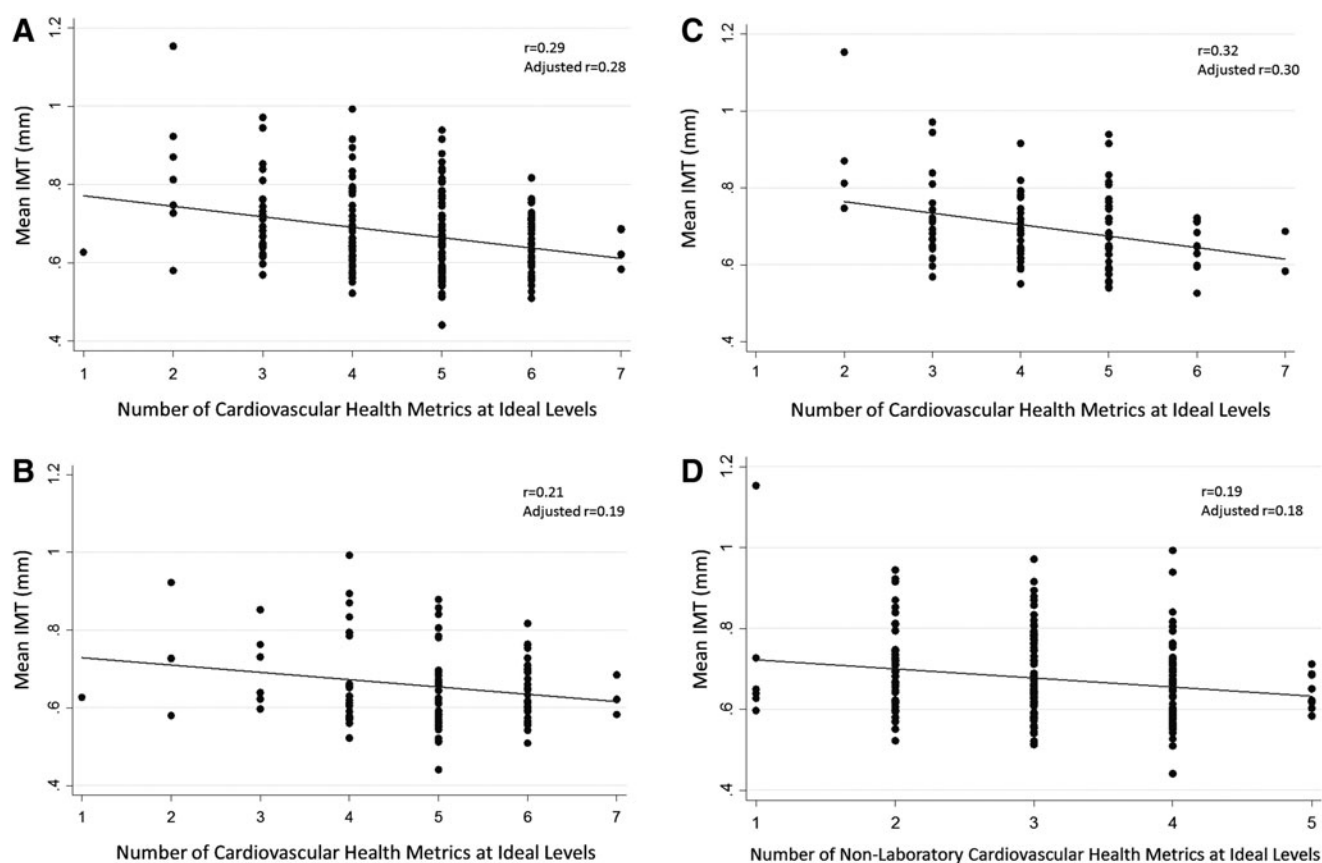 A
r=0.29
Adjusted r=0.28
Mean IMT (mm)
1.2
1
.8
.6
.4
1 2 3 4 5 6 7
Number of Cardiovascular Health Metrics at Ideal Levels
C
r=0.32
Adjusted r=0.30
Mean IMT (mm)
1.2
1
.8
.6
.4
1 2 3 4 5 6 7
Number of Cardiovascular Health Metrics at Ideal Levels
B
r=0.21
Adjusted r=0.19
Mean IMT (mm)
1.2
1
.8
.6
.4
1 2 3 4 5 6 7
Number of Cardiovascular Health Metrics at Ideal Levels
D
r=0.19
Adjusted r=0.18
Mean IMT (mm)
1.2
1
.8
.6
.4
1 2 3 4 5
Number of Non-Laboratory Cardiovascular Health Metrics at Ideal Levels